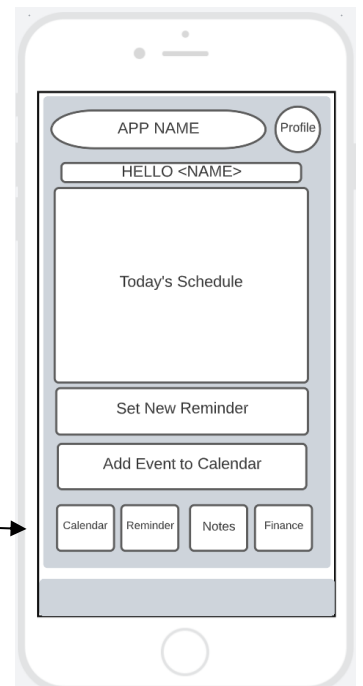 APP NAME
Profile
HELLO <NAME>
Today's Schedule
Set New Reminder
Add Event to Calendar
Calendar
Reminder
Notes
Finance